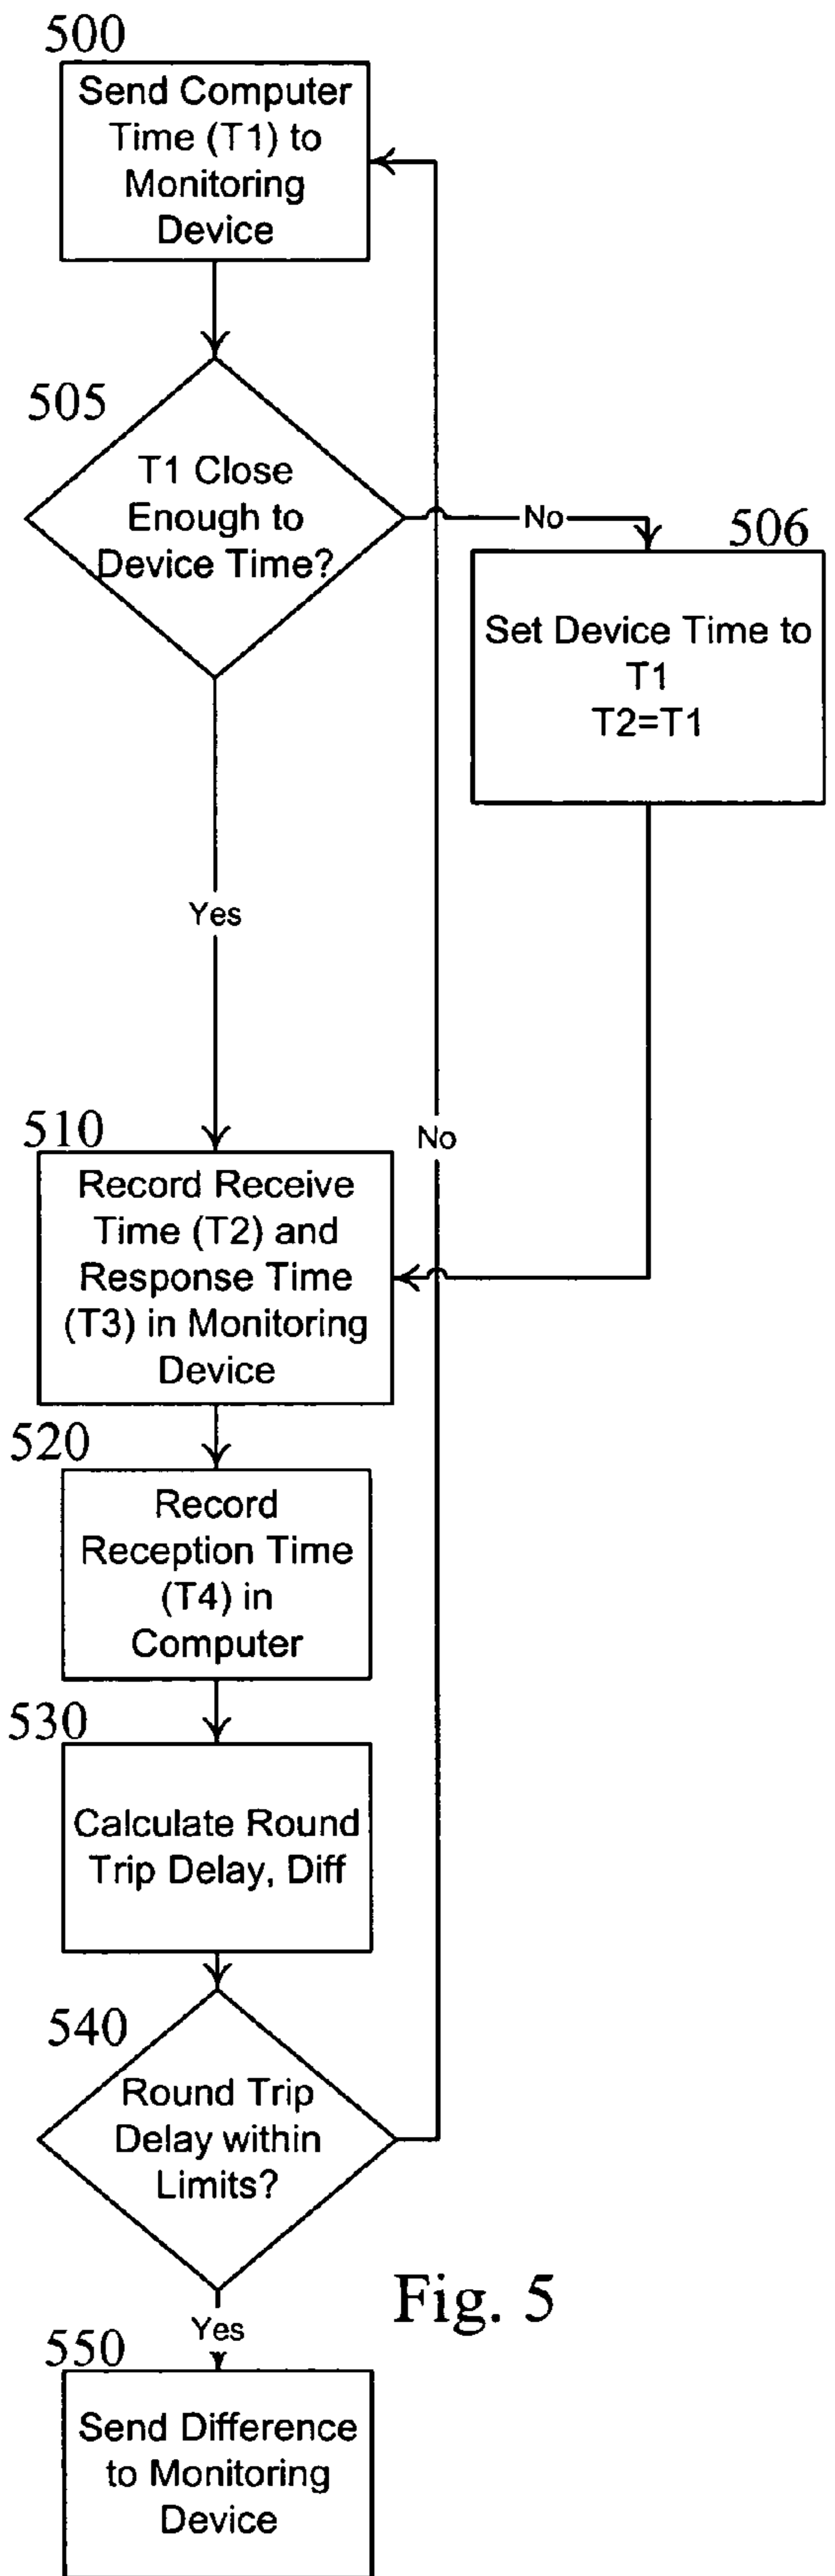 500
Send Computer
Time (T1) to
Monitoring
Device
505
T1 Close
Enough to
Device Time?
No
506
Set Device Time to
T1
T2=T1
Yes
510
Record Receive
Time (T2) and
Response Time
(T3) in Monitoring
Device
No
520
Record
Reception Time
(T4) in
Computer
530
Calculate Round
Trip Delay, Diff
540
Round Trip
Delay within
Limits?
Yes
Fig. 5
550
Send Difference
to Monitoring
Device